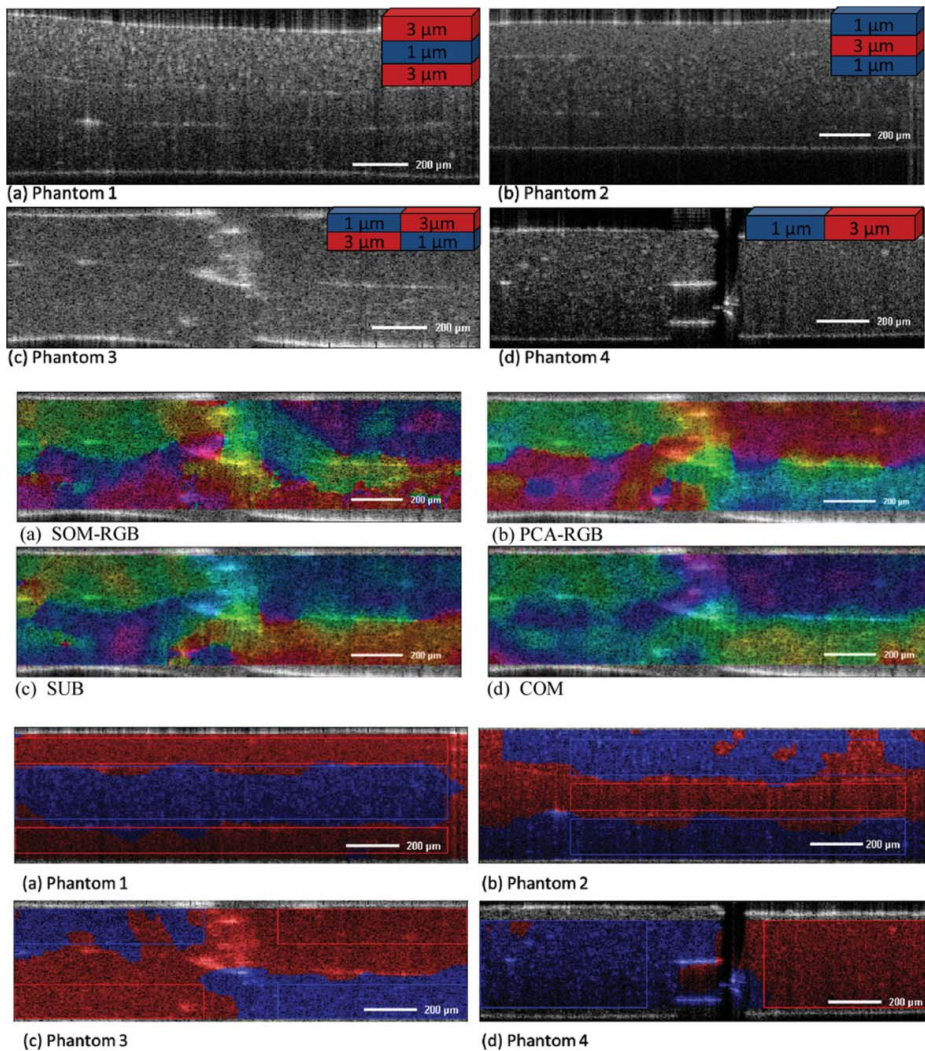 3 μm
1 μm
3 μm
200 μm
(a) Phantom 1
1 μm
3 μm
1 μm
200 μm
(b) Phantom 2
1 μm 3μm
3 μm 1 μm
200 μm
(c) Phantom 3
1 μm 3 μm
200 μm
(d) Phantom 4
200 μm
(a) SOM-RGB
200 μm
(b) PCA-RGB
200 μm
(c) SUB
200 μm
(d) COM
200 μm
(a) Phantom 1
200 μm
(b) Phantom 2
200 μm
(c) Phantom 3
200 μm
(d) Phantom 4